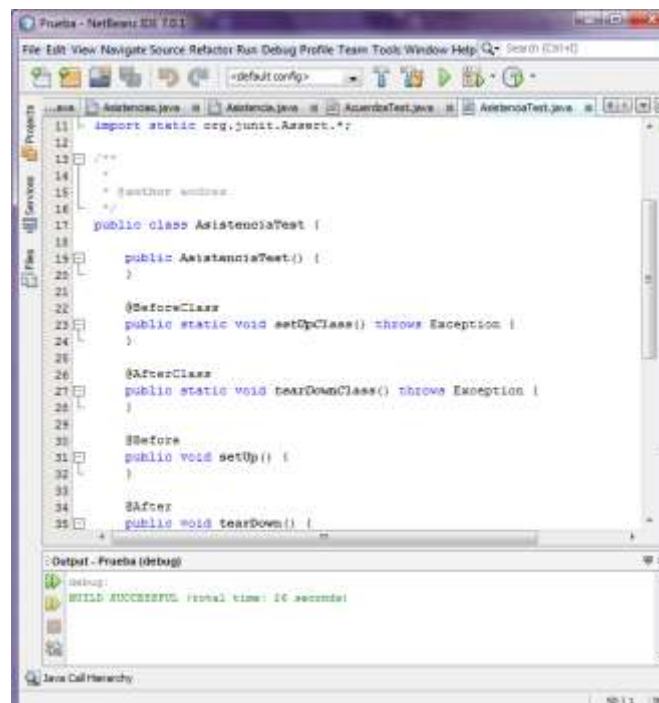 Prueba - NetBeans IDE 7.0.1
File Edit View Navigate Source Refactor Run Debug Profile Team Tools Window Help Search (Ctrl+I)
<default config>
...ava Asistencias.java Asistencia.java AcuerdosTest.java AsistenciaTest.java
Projects
Services
Files
11 import static org.junit.Assert.*;
12
13 /**
14 *
15 * @author andres
16 */
17 public class AsistenciaTest {
18
19 public AsistenciaTest() {
20 }
21
22 @BeforeClass
23 public static void setUpClass() throws Exception {
24 }
25
26 @AfterClass
27 public static void tearDownClass() throws Exception {
28 }
29
30 @Before
31 public void setUp() {
32 }
33
34 @After
35 public void tearDown() {
Output - Prueba (debug)
debug:
BUILD SUCCESSFUL (total time: 16 seconds)
Java Call Hierarchy